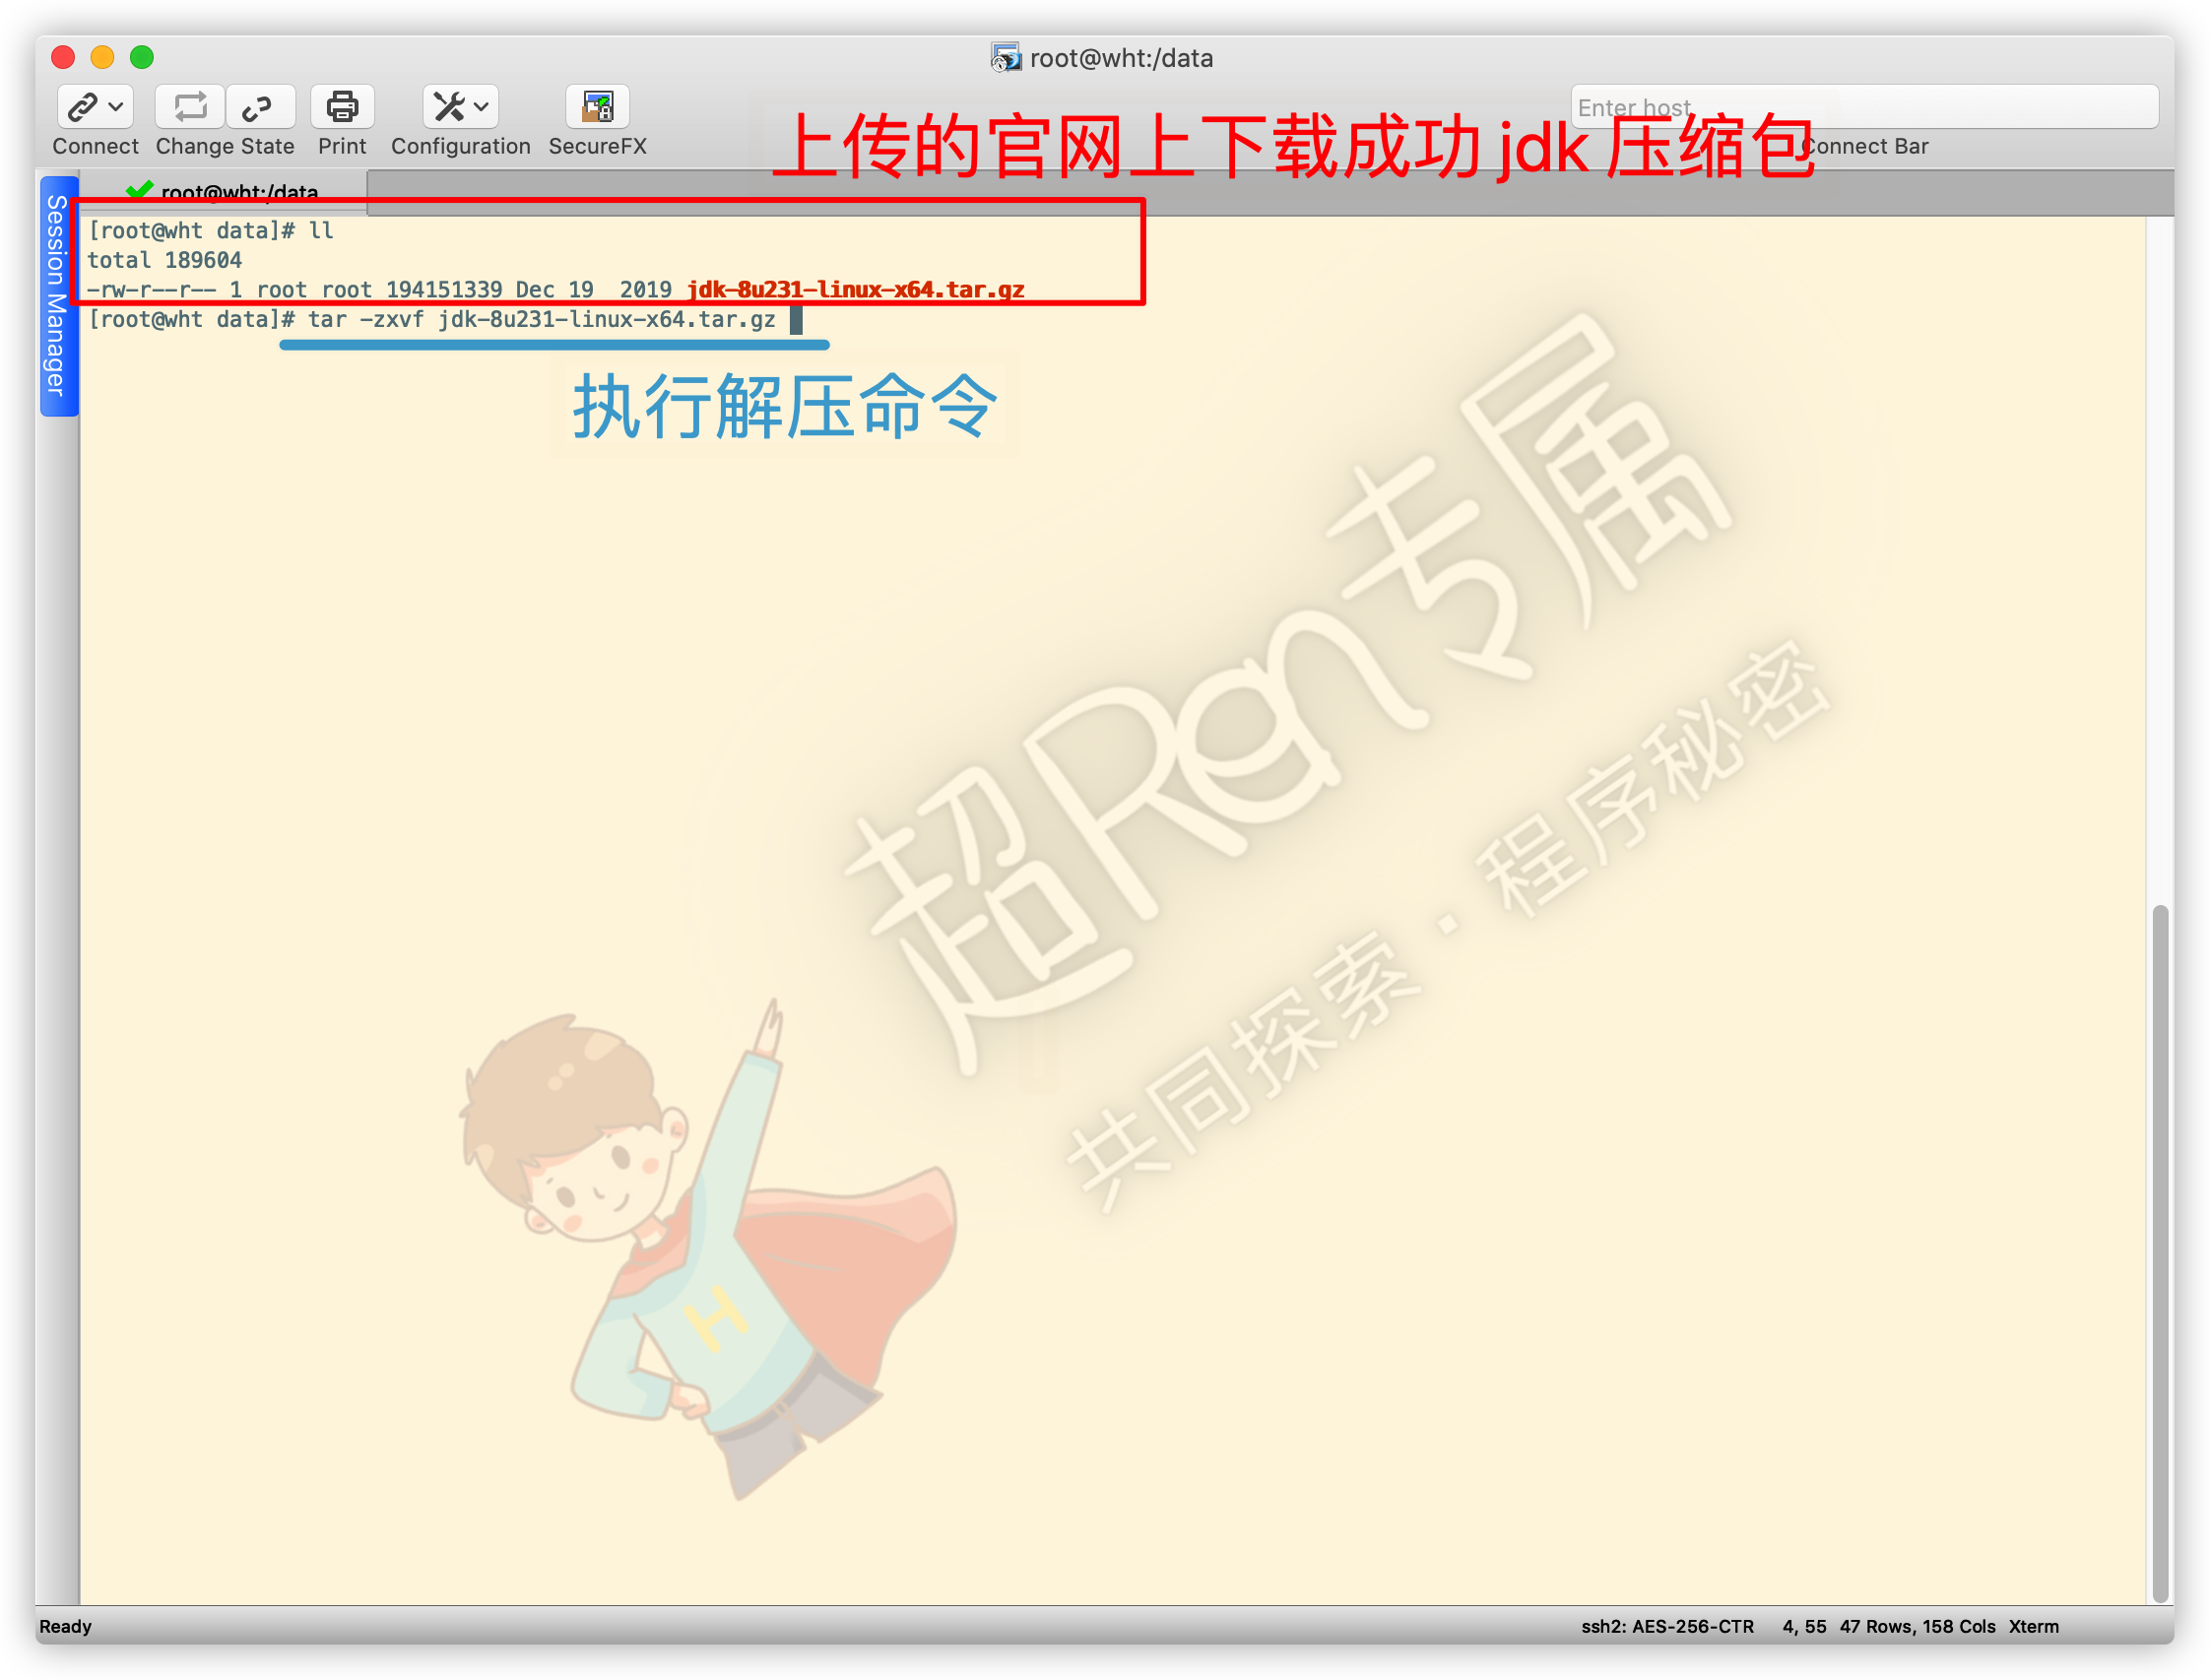 root@wht:/data
Enter host
Connect Change State Print Configuration SecureFX
Connect Bar
上传的官网上下载成功 jdk 压缩包
root@wht:/data
Session Manager
[root@wht data]# ll
total 189604
-rw-r--r-- 1 root root 194151339 Dec 19  2019 jdk-8u231-linux-x64.tar.gz
[root@wht data]# tar -zxvf jdk-8u231-linux-x64.tar.gz
执行解压命令
超Ran专属
共同探索·程序秘密
H
Ready
ssh2: AES-256-CTR 4, 55 47 Rows, 158 Cols Xterm